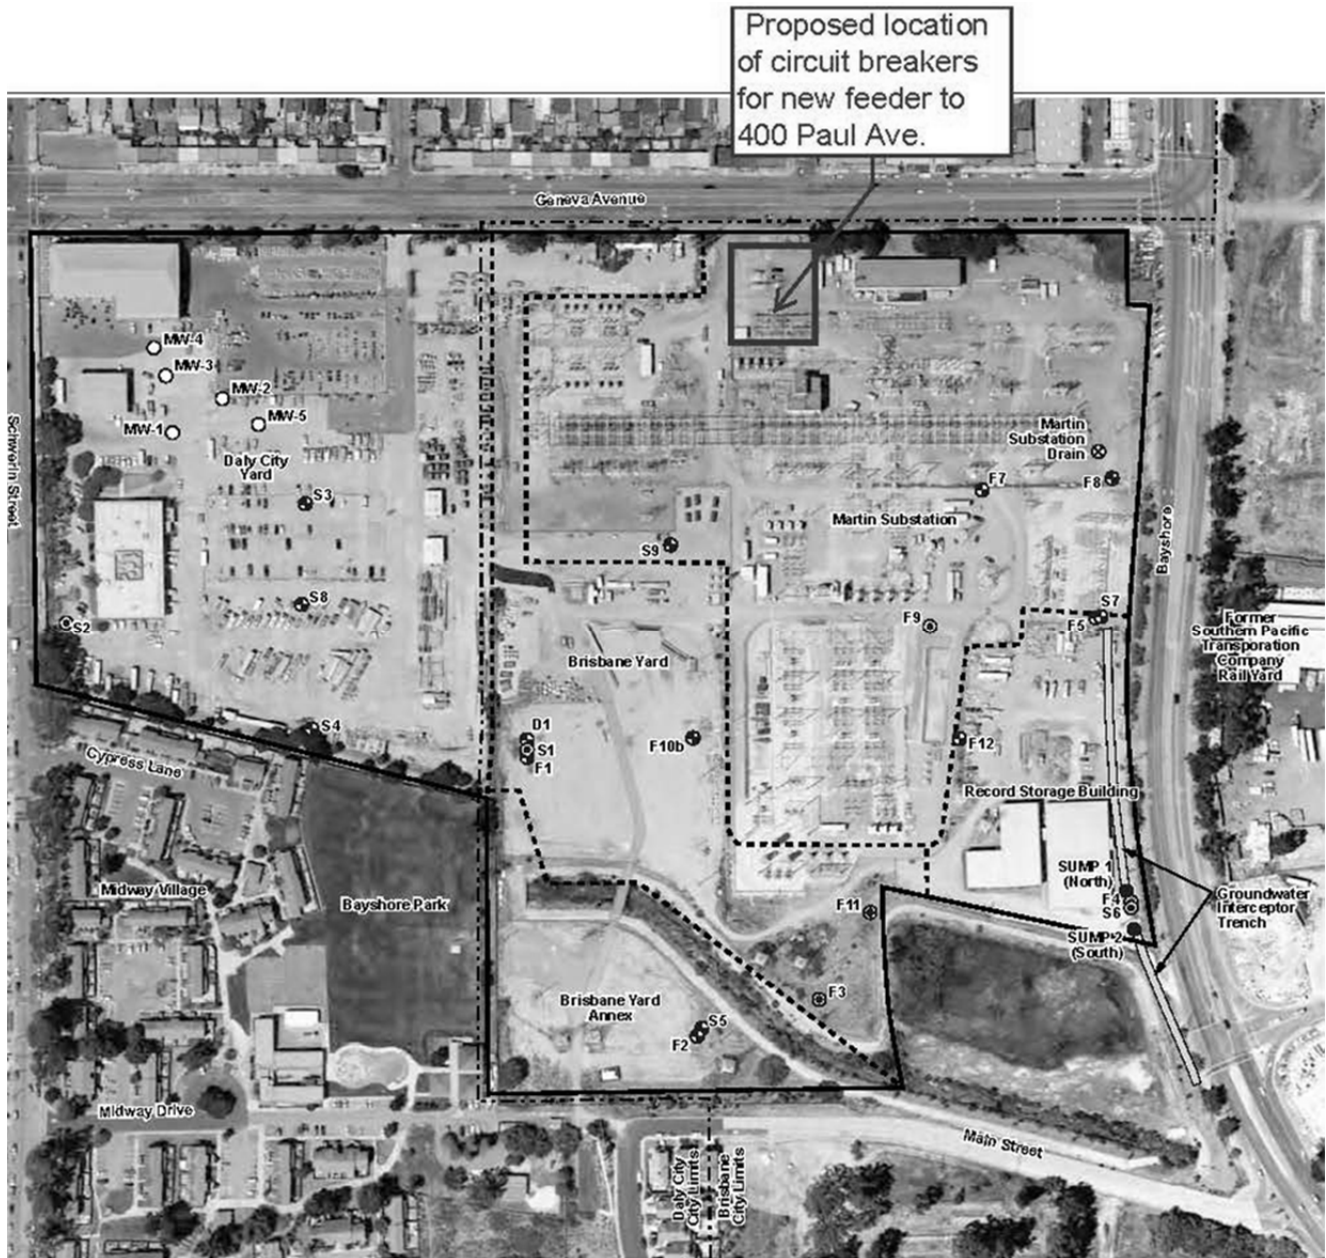 Proposed location
of circuit breakers
for new feeder to
400 Paul Ave.
Geneva Avenue
MW-4
MW-3
MW-2
MW-1
MW-5
Daly City
Yard
Schwerin Street
S3
S8
S2
S4
Martin
Substation
Drain
F7
F8
Martin Substation
S9
Bayshore
S7
F5
F9
Former
Southern Pacific
Transporation
Company
Rail Yard
Brisbane Yard
D1
S1
F1
F10b
F12
Record Storage Building
Cypress Lane
Midway Village
Bayshore Park
SUMP 1
(North)
F4
S6
SUMP 2
(South)
Groundwater
Interceptor
Trench
F11
F3
Brisbane Yard
Annex
S5
F2
Midway Drive
Main Street
Daly City
City Limits
Brisbane
City Limits